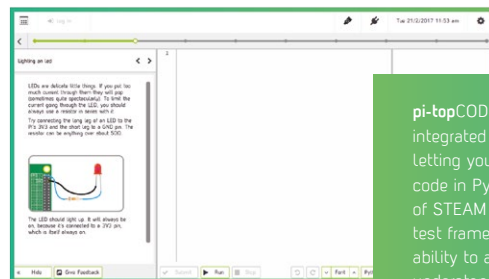 Log in
Tue 21/2/2017 11:53 am
Lighting an led
2
LEDs are delicate little things. If you put too
much current through them they will pop
(sometimes quite spectacularly). To limit the
current going through the LED, you should
always use a resistor in series with it.
Try connecting the long leg of an LED to the
Pi's 3V3 and the short leg to a GND pin. The
resistor can be anything over about 50Ω.
The LED should light up. It will always be
on, because it's connected to a 3V3 pin,
which is itself always on.
Hide
Give Feedback
Submit
Run
Stop
Font
Pyt
pi-topCOD
integrated
letting you
code in Py
of STEAM
test frame
ability to a